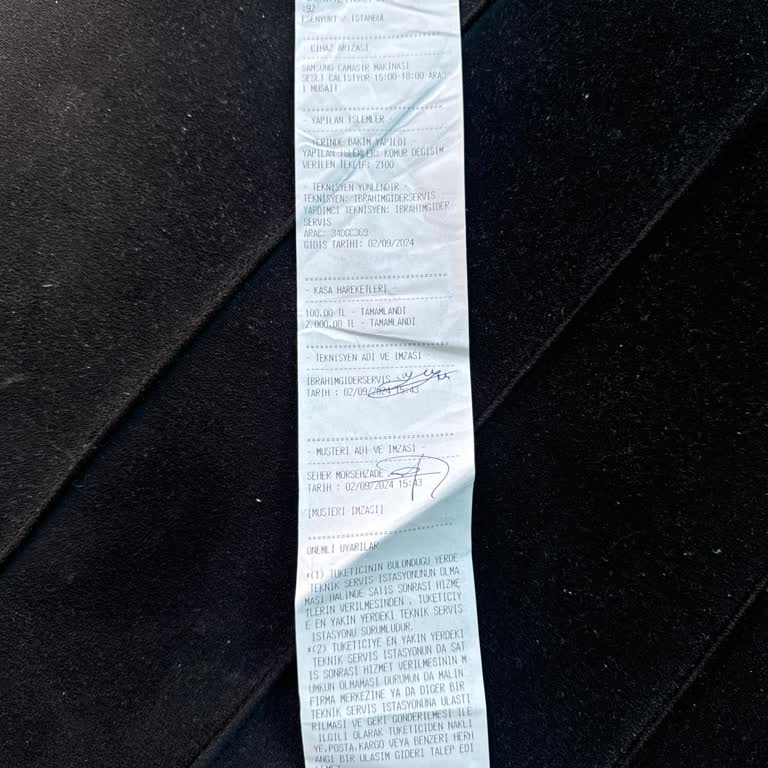 192
ESENYURT / ISTANBUL
CIHAZ ARIZASI
SAMSUNG CAMASIR MAKINASI
SESLI CALISIYOR 15:00-18:00 ARAS
I MUSAIT
- YAPILAN ISLEMLER -
- YERINDE BAKIM YAPILDI
YAPILAN ISLEMLER: KOMUR DEGISIM
VERILEN TEKLIF: 2100
- TEKNISYEN YONLENDIR
TEKNISYEN: IBRAHIMGIDERSERVIS
YARDIMCI TEKNISYEN: IBRAHIMGIDER
SERVIS
ARAC: 34DGC369
GIDIS TARIHI: 02/09/2024
- KASA HAREKETLERI -
100.00 TL - TAMAMLANDI
2,000.00 TL - TAMAMLANDI
- TEKNISYEN ADI VE IMZASI -
IBRAHIMGIDERSERVIS
TARIH : 02/09/2024 15:43
- MUSTERI ADI VE IMZASI -
SEHER MORSEHZADE
TARIH : 02/09/2024 15:43
[MUSTERI IMZASI]
ONEMLI UYARILAR
*(1) TUKETICININ BULUNDUGU YERDE
TEKNIK SERVIS ISTASYONUNUN OLMA
MASI HALINDE SATIS SONRASI HIZME
TLERIN VERILMESINDEN , TUKETICIY
E EN YAKIN YERDEKI TEKNIK SERVIS
ISTASYONU SORUMLUDUR.
*(2) TUKETICIYE EN YAKIN YERDEKI
TEKNIK SERVIS ISTASYONUN DA SAT
IS SONRASI HIZMET VERILMESININ M
UMKUN OLMAMASI DURUMUN DA MALIN
FIRMA MERKEZINE YA DA DIGER BIR
TEKNIK SERVIS ISTASYONUNA ULASTI
RILMASI VE GERI GONDERILMESI ILE
ILGILI OLARAK TUKETICIDEN NAKLI
YE,POSTA,KARGO VEYA BENZERI HERH
ANGI BIR ULASIM GIDERI TALEP EDI